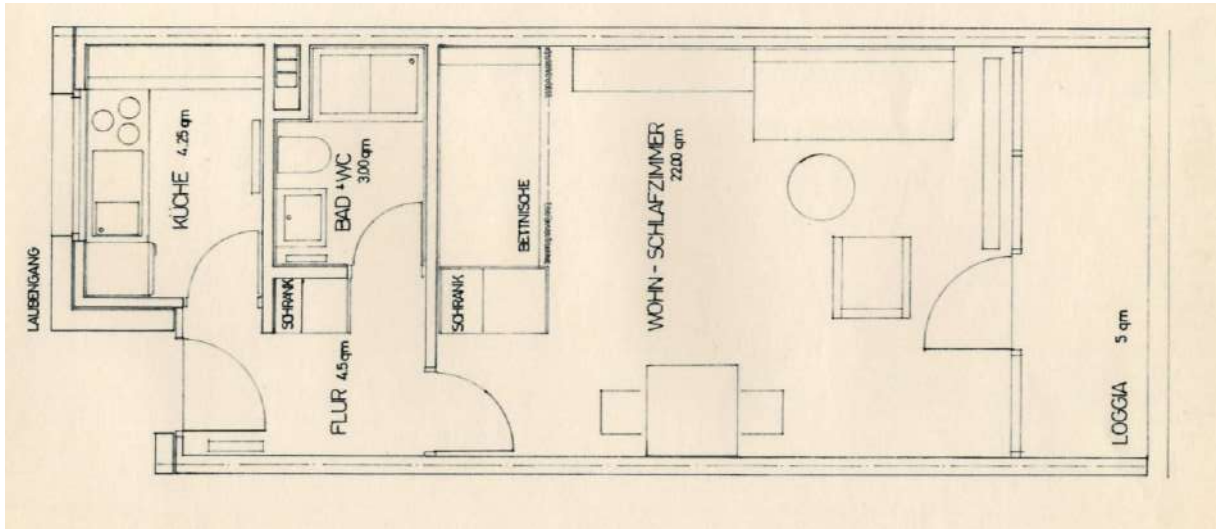 LAUBENGANG
KÜCHE 4.25 qm
BAD + WC
3.00 qm
SCHRANK
FLUR 4.5 qm
BETTNISCHE
SCHRANK
WOHN - SCHLAFZIMMER
22.00 qm
LOGGIA 5 qm